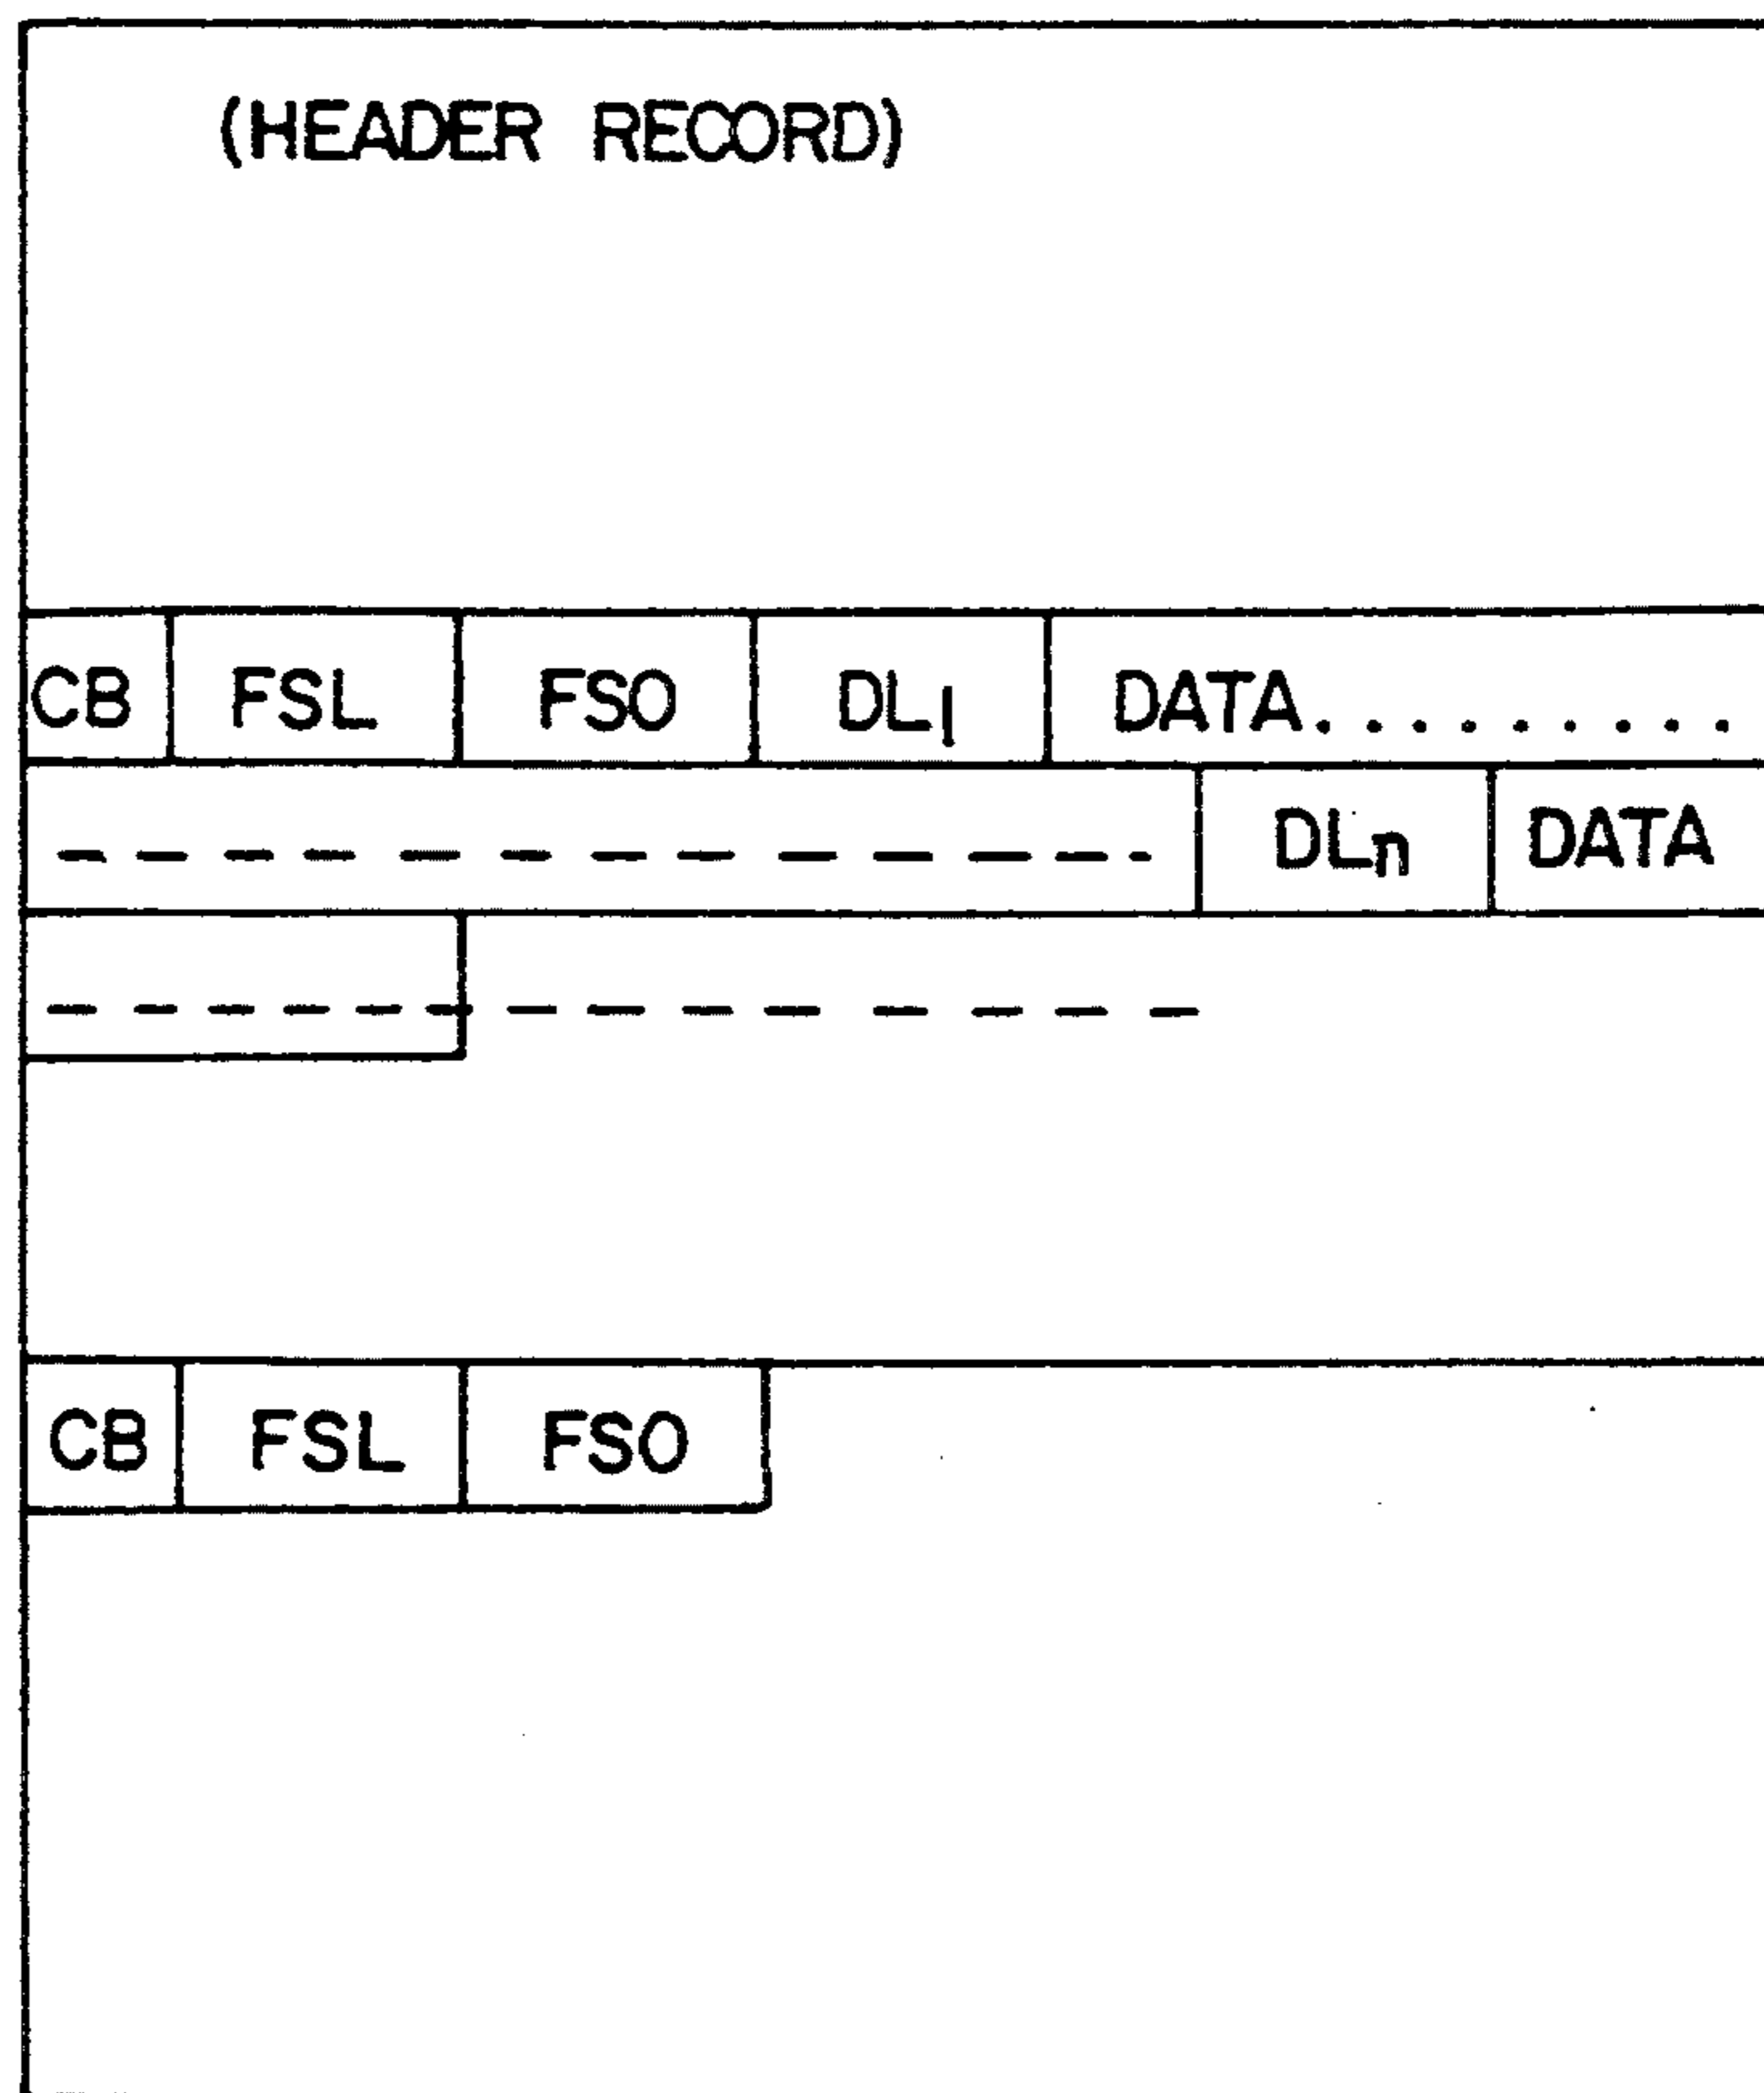 (HEADER RECORD)
CB FSL FSO DL1 DATA.........
DLn DATA
CB FSL FSO